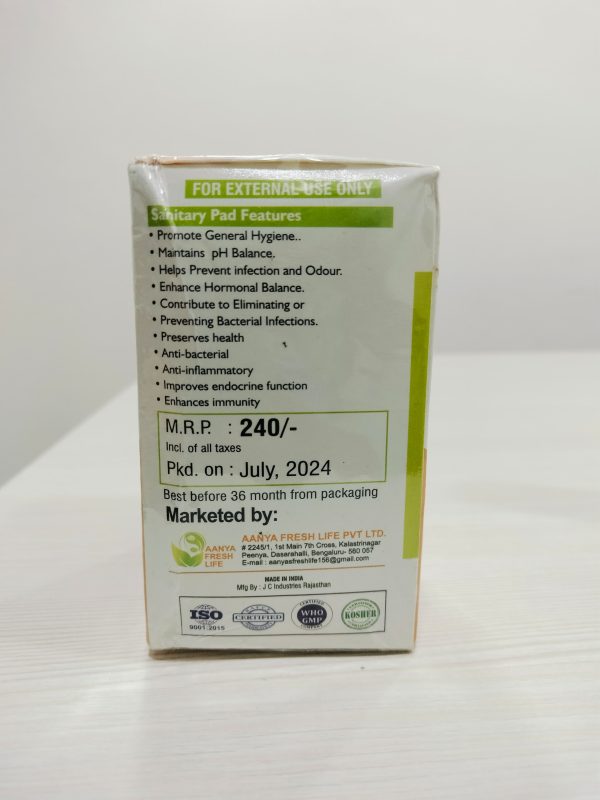 FOR EXTERNAL USE ONLY
Sanitary Pad Features
• Promote General Hygiene..
• Maintains pH Balance.
• Helps Prevent infection and Odour.
• Enhance Hormonal Balance.
• Contribute to Eliminating or
• Preventing Bacterial Infections.
• Preserves health
• Anti-bacterial
• Anti-inflammatory
• Improves endocrine function
• Enhances immunity
M.R.P. : 240/-
Incl. of all taxes
Pkd. on : July, 2024
Best before 36 month from packaging
Marketed by:
AANYA FRESH LIFE
AANYA FRESH LIFE PVT LTD.
# 2245/1, 1st Main 7th Cross, Kalastrinagar
Peenya, Dasarahalli, Bengaluru- 560 057
E-mail : aanyasfreshlife156@gmail.com
MADE IN INDIA
Mfg By : J C Industries Rajasthan
ISO
9001:2015
CERTIFIED
CERTIFIED
WHO
GMP
COMPANY
KOSHER